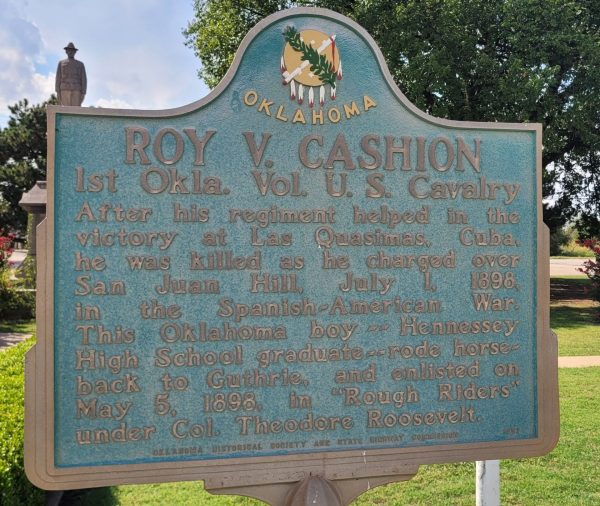 OKLAHOMA
ROY V. CASHION
1st Okla. Vol. U. S. Cavalry
After his regiment helped in the
victory at Las Quasimas, Cuba,
he was killed as he charged over
San Juan Hill, July 1, 1898,
in the Spanish-American War.
This Oklahoma boy -- Hennessey
High School graduate--rode horse-
back to Guthrie, and enlisted on
May 5, 1898, in "Rough Riders"
under Col. Theodore Roosevelt.
OKLAHOMA HISTORICAL SOCIETY AND STATE HIGHWAY COMMISSION